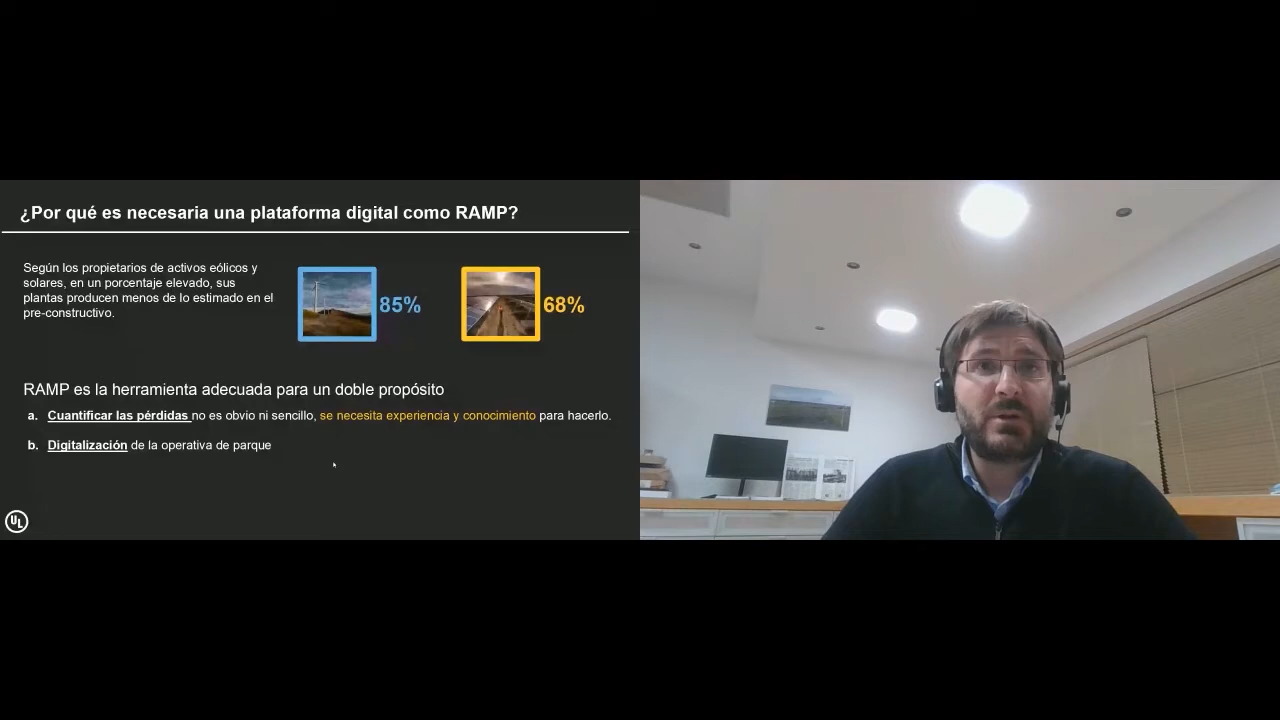 ¿Por qué es necesaria una plataforma digital como RAMP?
Según los propietarios de activos eólicos y
solares, en un porcentaje elevado, sus
plantas producen menos de lo estimado en el
pre-constructivo.
85%
68%
RAMP es la herramienta adecuada para un doble propósito
a. Cuantificar las pérdidas no es obvio ni sencillo, se necesita experiencia y conocimiento para hacerlo.
b. Digitalización de la operativa de parque
UL